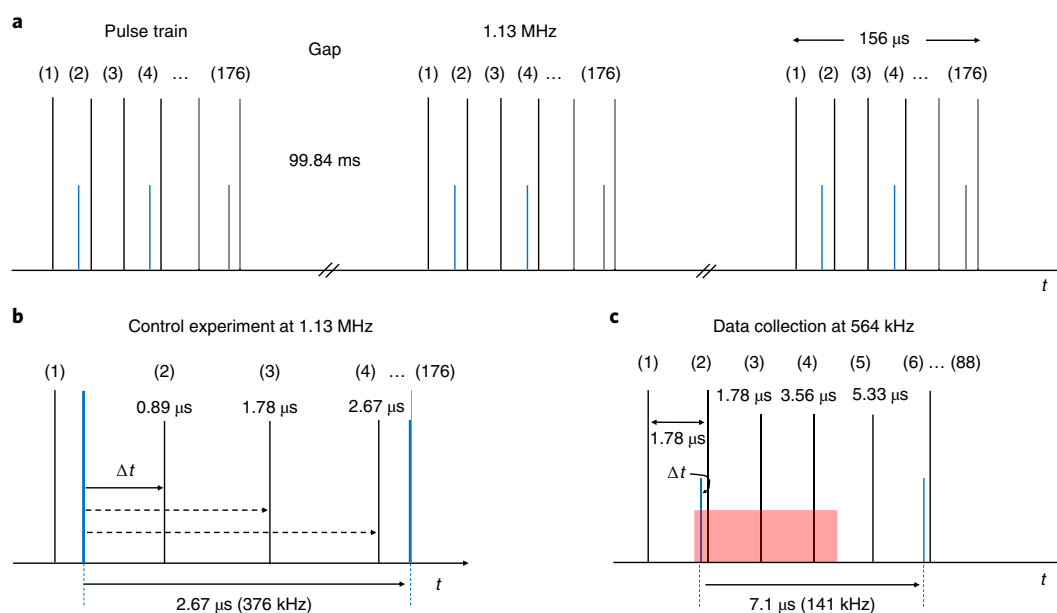 a
Pulse train
Gap
1.13 MHz
156 μs
(1) (2) (3) (4) ... (176)
(1) (2) (3) (4) ... (176)
(1) (2) (3) (4) ... (176)
99.84 ms
t
b
Control experiment at 1.13 MHz
(1) (2) (3) (4) ... (176)
0.89 μs 1.78 μs 2.67 μs
Δt
t
2.67 μs (376 kHz)
c
Data collection at 564 kHz
(1) (2) (3) (4) (5) (6) ... (88)
1.78 μs 3.56 μs 5.33 μs
1.78 μs
Δt
t
7.1 μs (141 kHz)